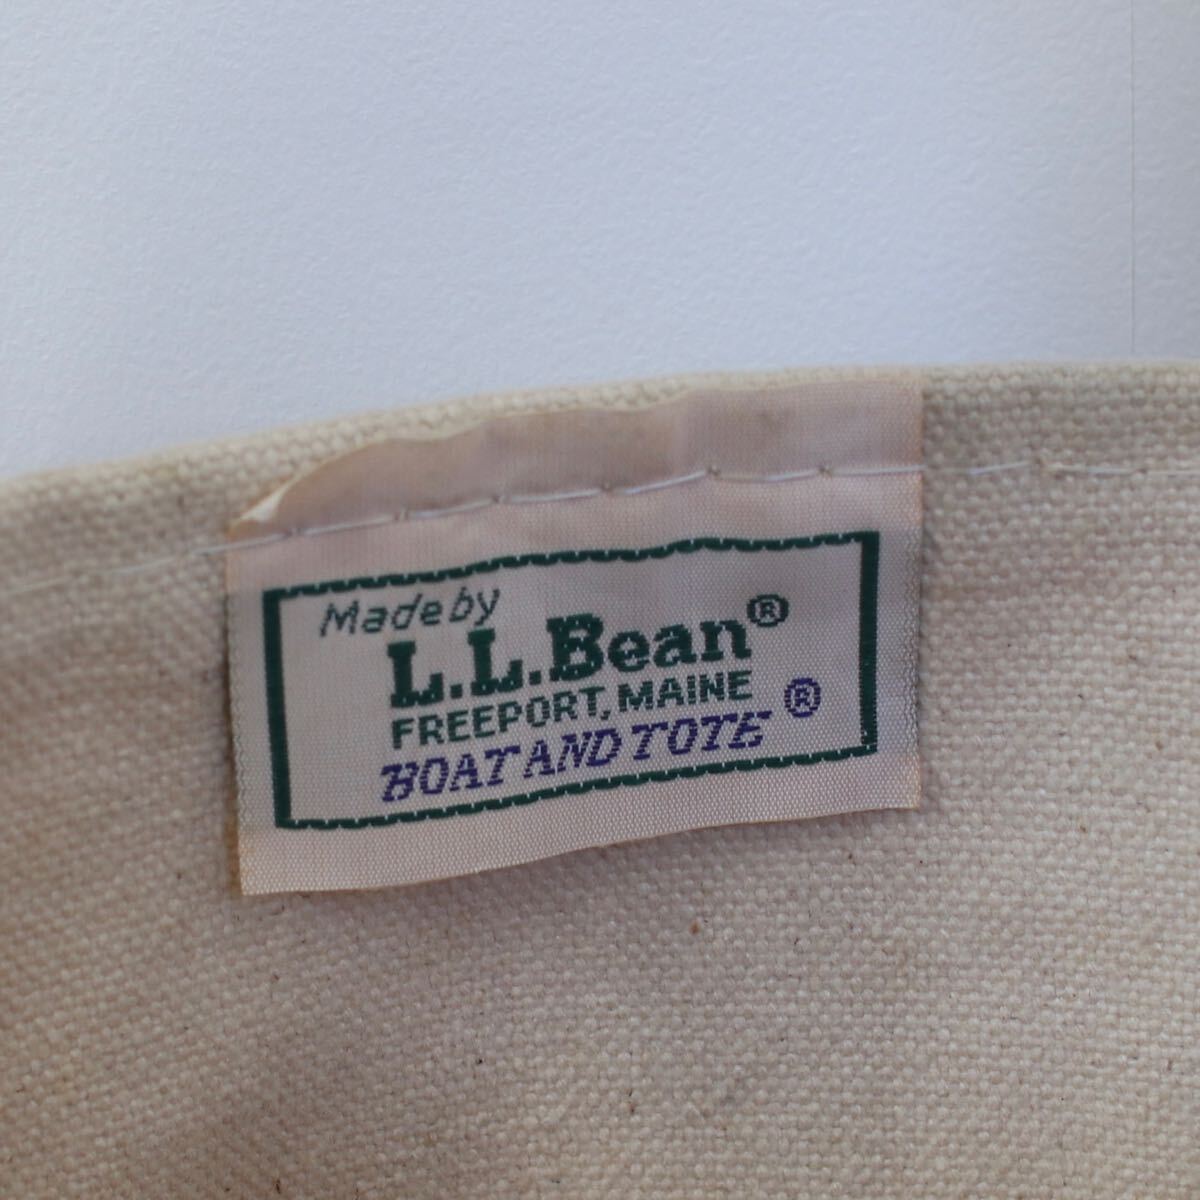 Made by
L.L.Bean®
FREEPORT, MAINE
BOAT AND TOTE ®